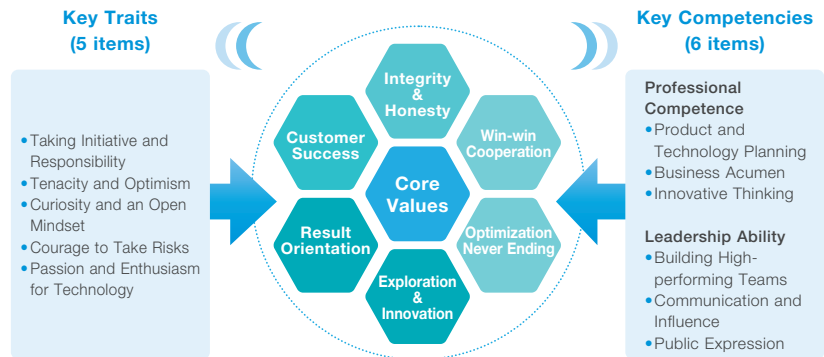 Key Traits
(5 items)
• Taking Initiative and
Responsibility
• Tenacity and Optimism
• Curiosity and an Open
Mindset
• Courage to Take Risks
• Passion and Enthusiasm
for Technology
Integrity
&
Honesty
Customer
Success
Win-win
Cooperation
Core
Values
Result
Orientation
Optimization
Never Ending
Exploration
&
Innovation
Key Competencies
(6 items)
Professional
Competence
• Product and
Technology Planning
• Business Acumen
• Innovative Thinking
Leadership Ability
• Building High-
performing Teams
• Communication and
Influence
• Public Expression